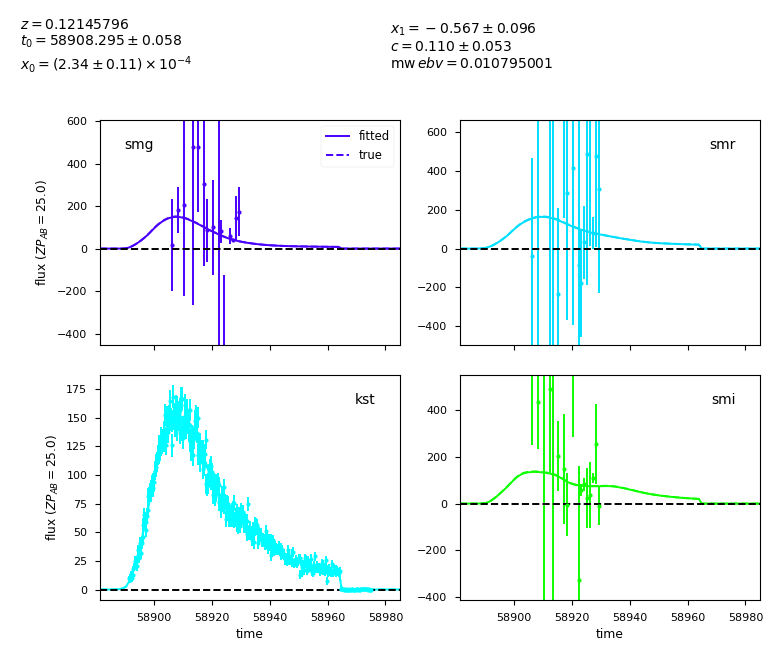 z = 0.12145796
t₀ = 58908.295 ± 0.058
x₀ = (2.34 ± 0.11) × 10⁻⁴
x₁ = −0.567 ± 0.096
c = 0.110 ± 0.053
mw ebv = 0.010795001
600
400
200
0
−200
−400
flux (ZP_AB = 25.0)
smg
fitted
true
600
400
200
0
−200
−400
smr
175
150
125
100
75
50
25
0
flux (ZP_AB = 25.0)
kst
58900 58920 58940 58960 58980
time
400
200
0
−200
−400
smi
58900 58920 58940 58960 58980
time